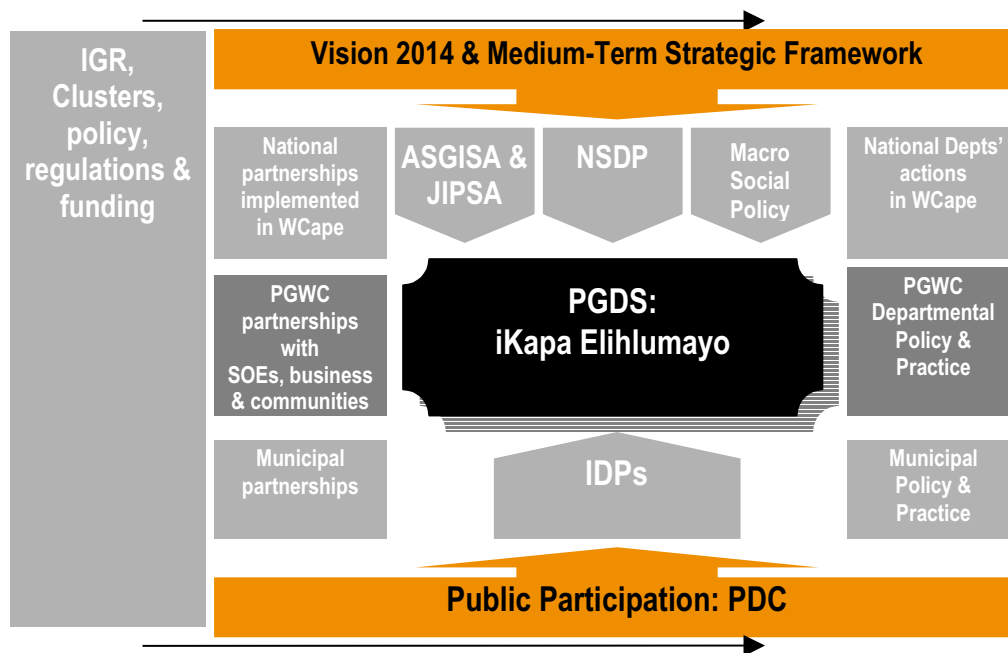 Vision 2014 & Medium-Term Strategic Framework
IGR,
Clusters,
policy,
regulations &
funding
National
partnerships
implemented
in WCape
ASGISA &
JIPSA
NSDP
Macro
Social
Policy
National Depts'
actions
in WCape
PGWC
partnerships
with
SOEs, business
& communities
PGDS:
iKapa Elihlumayo
PGWC
Departmental
Policy &
Practice
Municipal
partnerships
IDPs
Municipal
Policy &
Practice
Public Participation: PDC